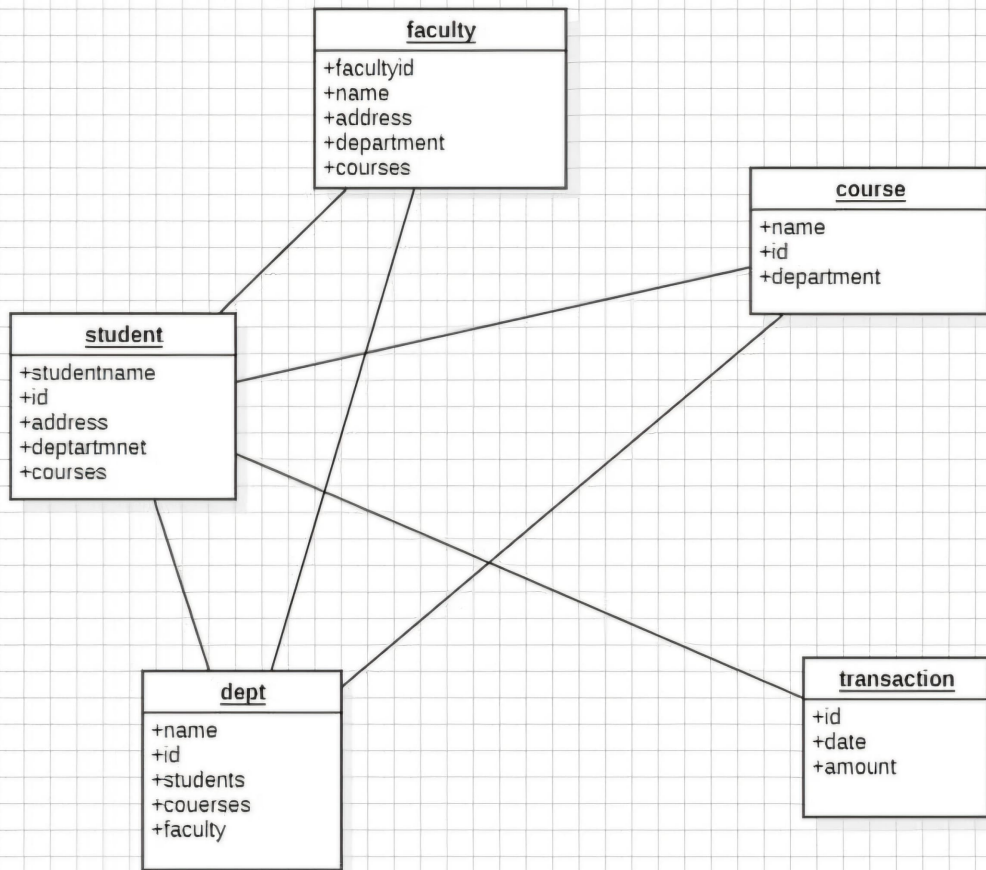 faculty
+facultyid
+name
+address
+department
+courses
course
+name
+id
+department
student
+studentname
+id
+address
+deptartmnet
+courses
dept
+name
+id
+students
+couerses
+faculty
transaction
+id
+date
+amount